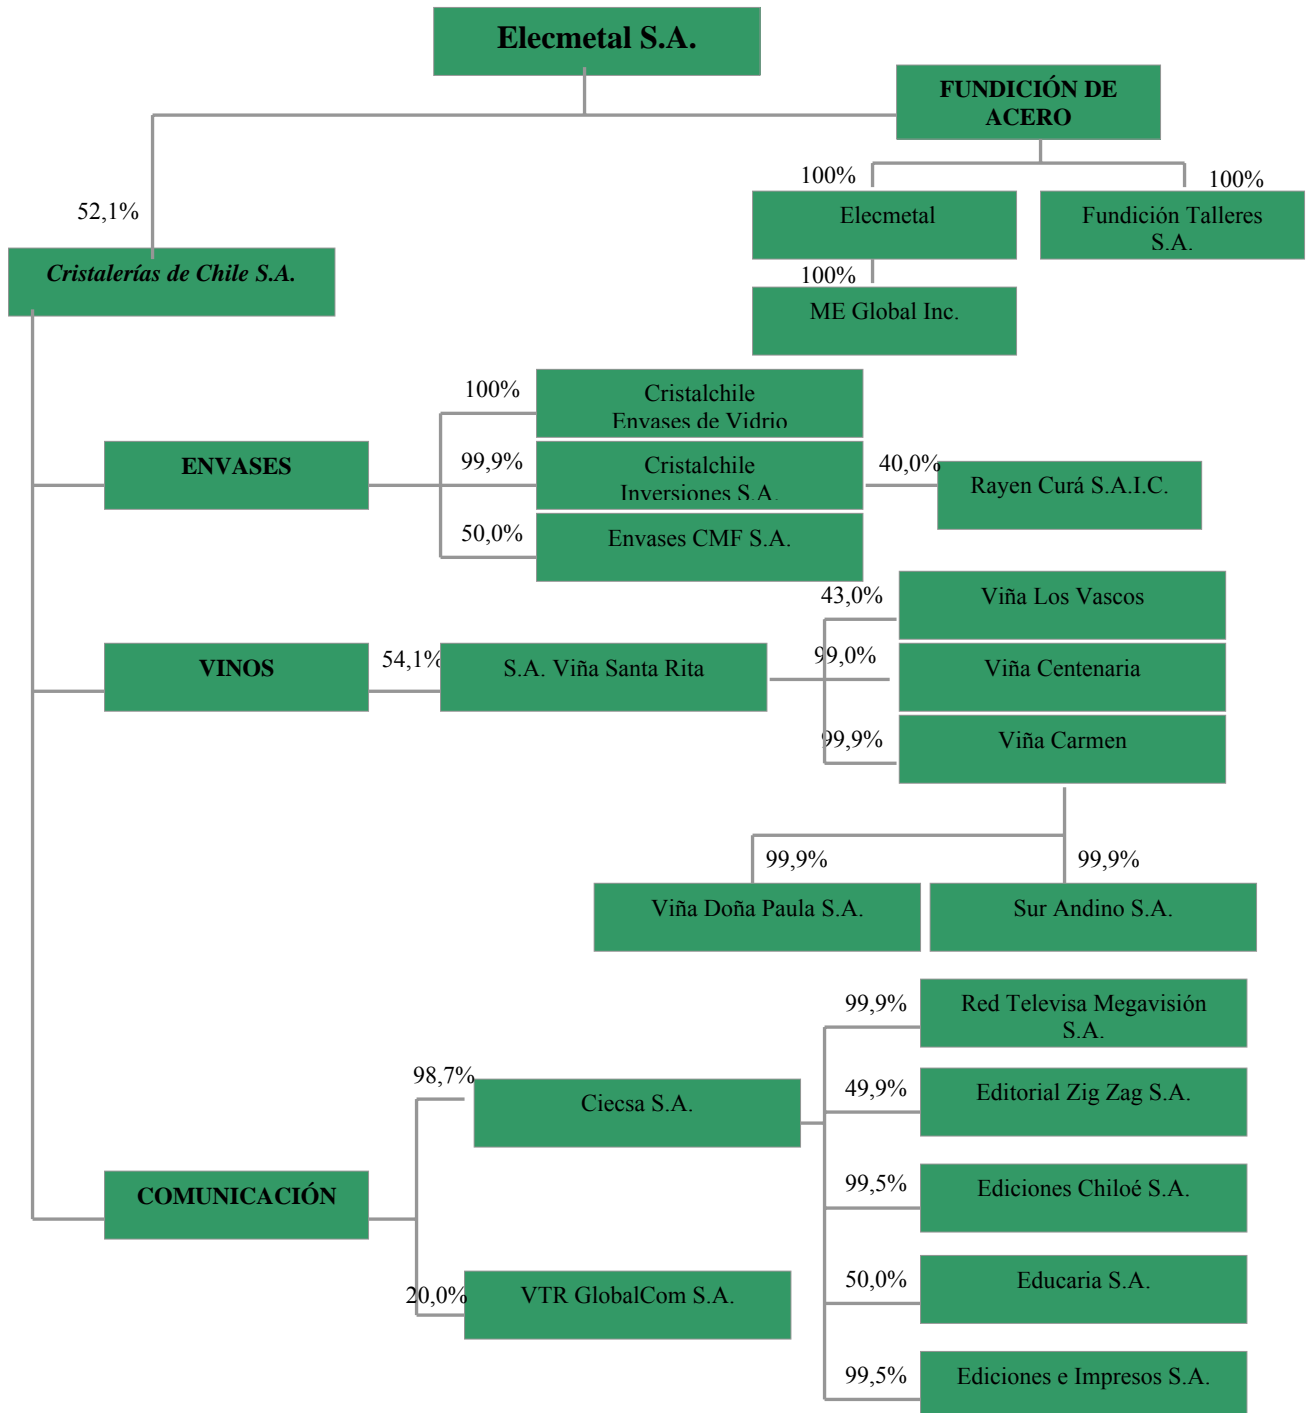 Elecmetal S.A.
FUNDICIÓN DE
ACERO
100%
100%
52,1%
Elecmetal
Fundición Talleres
S.A.
Cristalerías de Chile S.A.
100%
ME Global Inc.
100%
Cristalchile
Envases de Vidrio
ENVASES
99,9%
Cristalchile
Inversiones S.A.
40,0%
Rayen Curá S.A.I.C.
50,0%
Envases CMF S.A.
43,0%
Viña Los Vascos
VINOS
54,1%
S.A. Viña Santa Rita
99,0%
Viña Centenaria
99,9%
Viña Carmen
99,9%
99,9%
Viña Doña Paula S.A.
Sur Andino S.A.
99,9%
Red Televisa Megavisión
S.A.
98,7%
Ciecsa S.A.
49,9%
Editorial Zig Zag S.A.
COMUNICACIÓN
99,5%
Ediciones Chiloé S.A.
20,0%
VTR GlobalCom S.A.
50,0%
Educaria S.A.
99,5%
Ediciones e Impresos S.A.